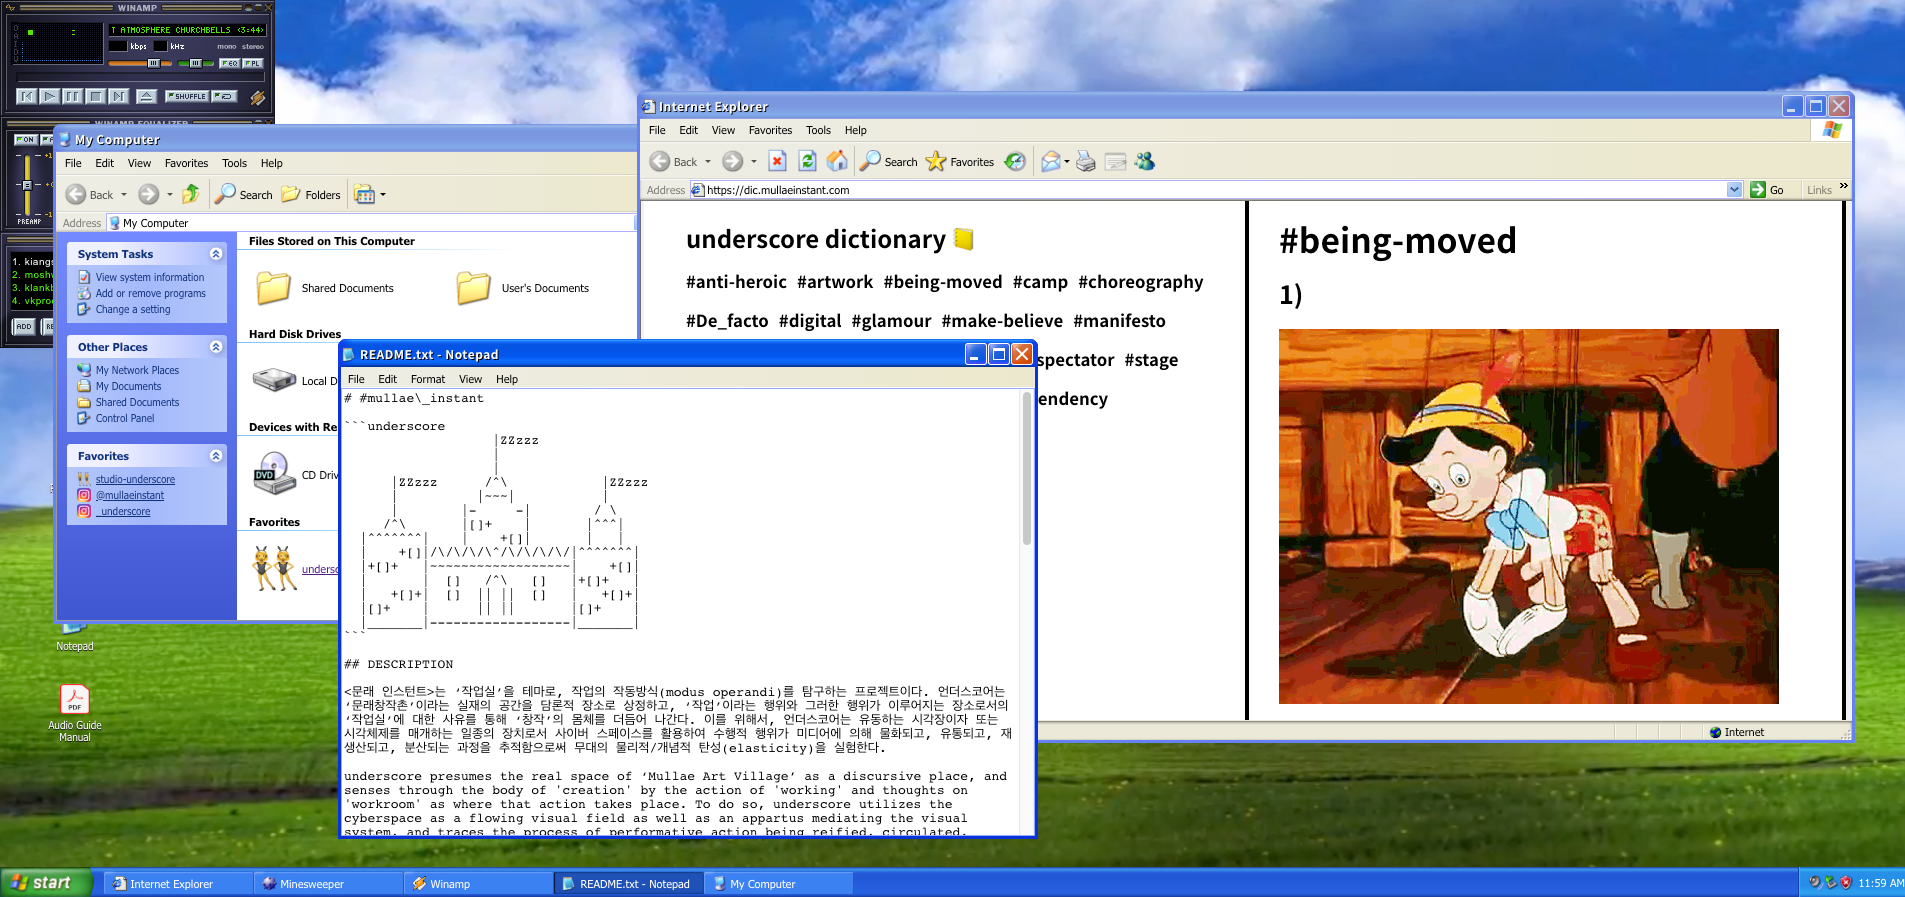 WINAMP
T ATMOSPHERE CHURCHBELLS <3:44>
kbps kHz mono stereo
EQ PL
SHUFFLE
WINAMP EQUALIZER
ON
PREAMP
1. kiangs
2. moshv
3. klankb
4. vkproc
ADD
My Computer
File Edit View Favorites Tools Help
Back Search Folders
Address My Computer
System Tasks
View system information
Add or remove programs
Change a setting
Other Places
My Network Places
My Documents
Shared Documents
Control Panel
Favorites
studio-underscore
@mullaeinstant
_underscore
Files Stored on This Computer
Shared Documents User's Documents
Hard Disk Drives
Local D
Devices with Re
DVD
CD Driv
Favorites
undersc
Internet Explorer
File Edit View Favorites Tools Help
Back Search Favorites
Address https://dic.mullaeinstant.com Go Links »
underscore dictionary
#anti-heroic #artwork #being-moved #camp #choreography
#De_facto #digital #glamour #make-believe #manifesto
spectator #stage
endency
#being-moved
1)
Internet
README.txt - Notepad
File Edit Format View Help
# #mullae\_instant
```underscore
|ZZzzz
|
|
|ZZzzz /^\ |ZZzzz
| |~~~| |
| |- -| / \
/^\ |[]+ | |^^^|
|^^^^^^^| | +[]| | |
| +[]|/\/\/\/\^/\/\/\/\/|^^^^^^^|
|+[]+ |~~~~~~~~~~~~~~~~~~| +[]|
| | [] /^\ [] |+[]+ |
| +[]+| [] || || [] | +[]+|
|[]+ | || || |[]+ |
|_______|------------------|_______|
```
## DESCRIPTION
<문래 인스턴트>는 ‘작업실’을 테마로, 작업의 작동방식(modus operandi)를 탐구하는 프로젝트이다. 언더스코어는
‘문래창작촌’이라는 실재의 공간을 담론적 장소로 상정하고, ‘작업’이라는 행위와 그러한 행위가 이루어지는 장소로서의
‘작업실’에 대한 사유를 통해 ‘창작’의 몸체를 더듬어 나간다. 이를 위해서, 언더스코어는 유동하는 시각장이자 또는
시각체제를 매개하는 일종의 장치로서 사이버 스페이스를 활용하여 수행적 행위가 미디어에 의해 물화되고, 유통되고, 재
생산되고, 분산되는 과정을 추적함으로써 무대의 물리적/개념적 탄성(elasticity)을 실험한다.
underscore presumes the real space of ‘Mullae Art Village’ as a discursive place, and
senses through the body of 'creation' by the action of 'working' and thoughts on
'workroom' as where that action takes place. To do so, underscore utilizes the
cyberspace as a flowing visual field as well as an appartus mediating the visual
system, and traces the process of performative action being reified, circulated,
Notepad
PDF
Audio Guide
Manual
start Internet Explorer Minesweeper Winamp README.txt - Notepad My Computer 11:59 AM